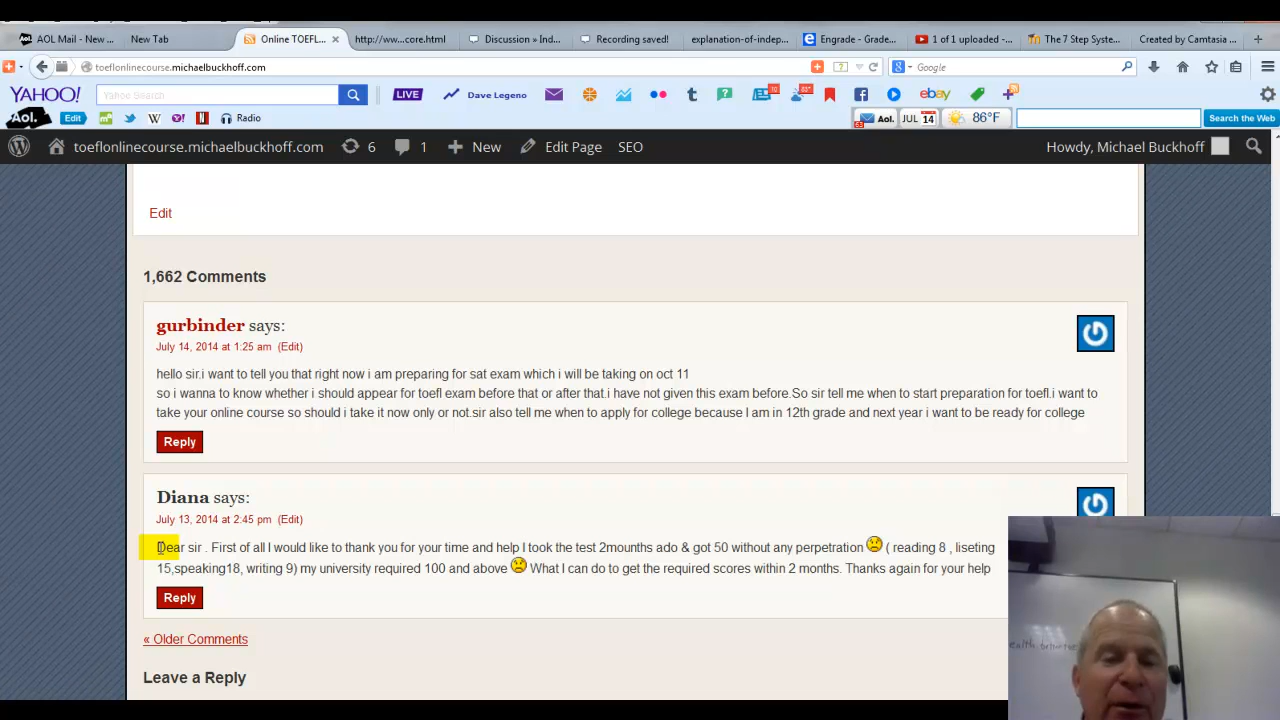 AOL Mail - New ...
New Tab
Online TOEFL...
http://ww...core.html
Discussion » Ind...
Recording saved!
explanation-of-indep...
Engrade - Grade...
1 of 1 uploaded -...
The 7 Step Syste...
Created by Camtasia ...
toeflonlinecourse.michaelbuckhoff.com
Google
YAHOO!
Yahoo Search
LIVE
Dave Legeno
ebay
Aol.
Edit
Radio
Aol.
JUL 14
86°F
Search the Web
toeflonlinecourse.michaelbuckhoff.com
6
1
New
Edit Page
SEO
Howdy, Michael Buckhoff
Edit
1,662 Comments
gurbinder says:
July 14, 2014 at 1:25 am (Edit)
hello sir.i want to tell you that right now i am preparing for sat exam which i will be taking on oct 11
so i wanna to know whether i should appear for toefl exam before that or after that.i have not given this exam before.So sir tell me when to start preparation for toefl.i want to
take your online course so should i take it now only or not.sir also tell me when to apply for college because I am in 12th grade and next year i want to be ready for college
Reply
Diana says:
July 13, 2014 at 2:45 pm (Edit)
Dear sir . First of all I would like to thank you for your time and help I took the test 2mounths ado & got 50 without any perpetration ( reading 8 , liseting
15,speaking18, writing 9) my university required 100 and above What I can do to get the required scores within 2 months. Thanks again for your help
Reply
« Older Comments
Leave a Reply